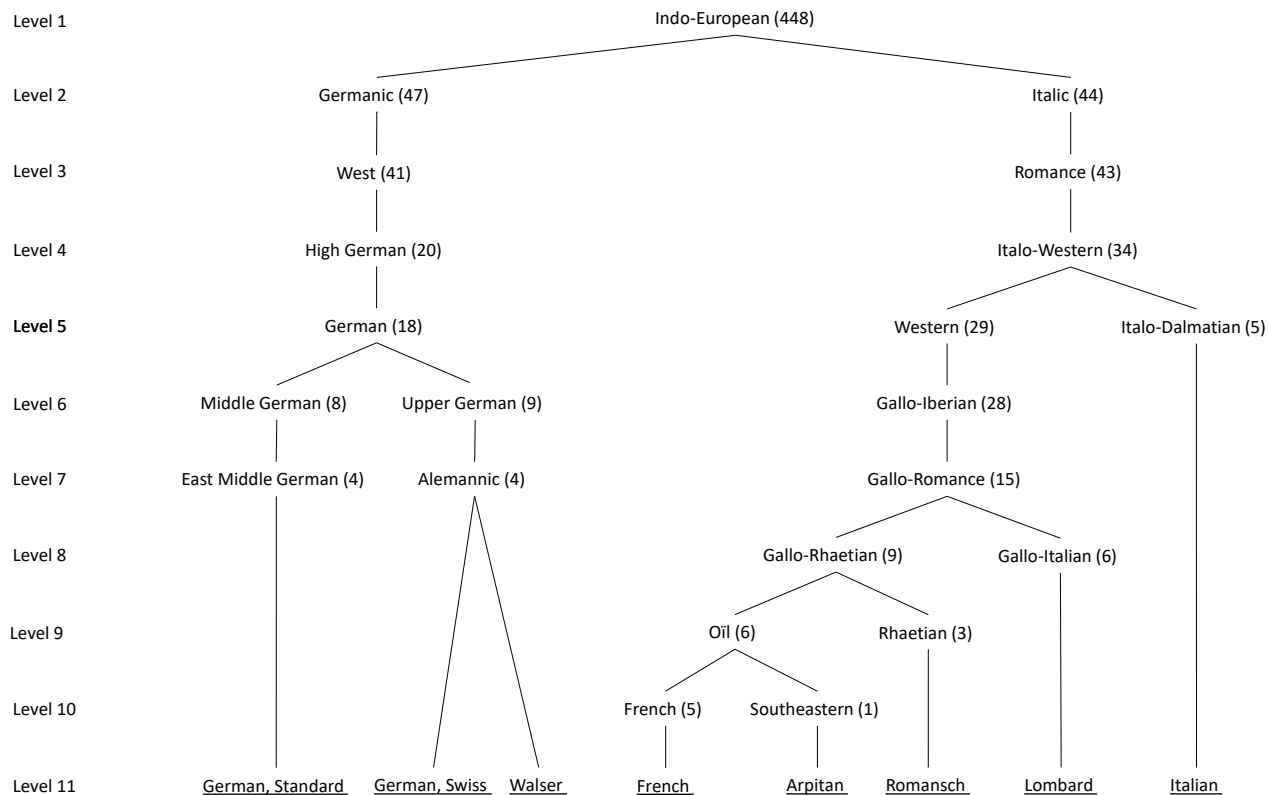 Level 1 Indo-European (448)
Level 2 Germanic (47) Italic (44)
Level 3 West (41) Romance (43)
Level 4 High German (20) Italo-Western (34)
Level 5 German (18) Western (29) Italo-Dalmatian (5)
Level 6 Middle German (8) Upper German (9) Gallo-Iberian (28)
Level 7 East Middle German (4) Alemannic (4) Gallo-Romance (15)
Level 8 Gallo-Rhaetian (9) Gallo-Italian (6)
Level 9 Oïl (6) Rhaetian (3)
Level 10 French (5) Southeastern (1)
Level 11 German, Standard German, Swiss Walser French Arpitan Romansch Lombard Italian